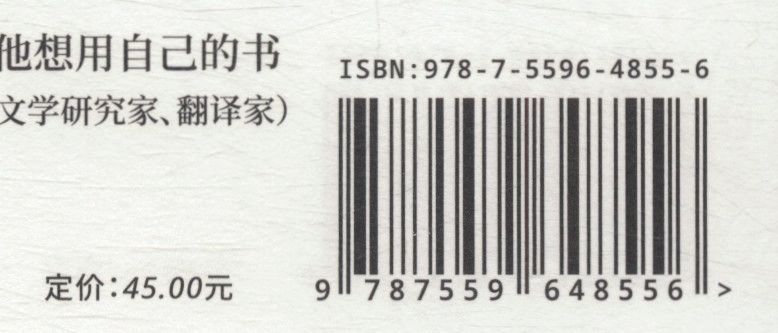 他想用自己的书
文学研究家、翻译家）
ISBN:978-7-5596-4855-6
9 787559 648556 >
定价：45.00元